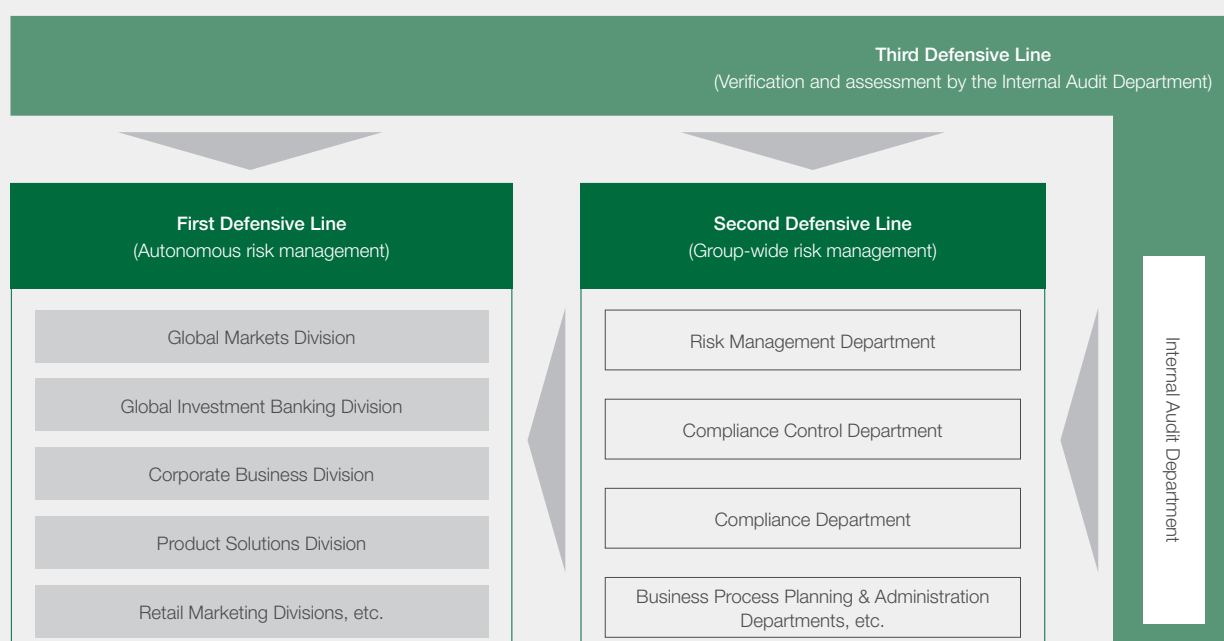 Third Defensive Line
(Verification and assessment by the Internal Audit Department)
First Defensive Line
(Autonomous risk management)
Global Markets Division
Global Investment Banking Division
Corporate Business Division
Product Solutions Division
Retail Marketing Divisions, etc.
Second Defensive Line
(Group-wide risk management)
Risk Management Department
Compliance Control Department
Compliance Department
Business Process Planning & Administration
Departments, etc.
Internal Audit Department